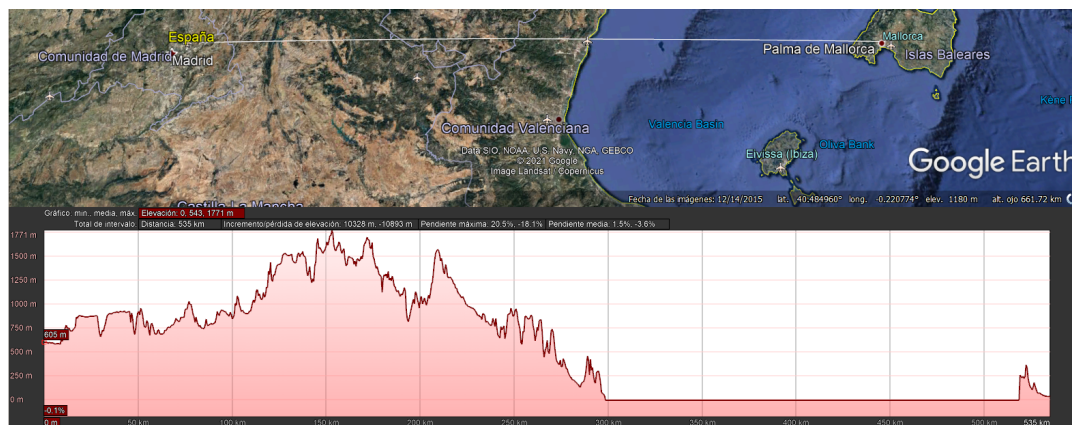 España
Comunidad de Madrid
Madrid
Mallorca
Palma de Mallorca
Islas Baleares
Comunidad Valenciana
Valencia Basin
Oliva Bank
Eivissa (Ibiza)
Data SIO, NOAA, U.S. Navy, NGA, GEBCO
©2021 Google
Image Landsat / Copernicus
Google Earth
Castilla-La Mancha
Fecha de las imágenes: 12/14/2015 lat. 40.484960° long. -0.220774° elev. 1180 m alt. ojo 661.72 km
Gráfico: mín., media, máx. Elevación: 0, 543, 1771 m
Total de intervalo: Distancia: 535 km Incremento/pérdida de elevación: 10328 m, -10893 m Pendiente máxima: 20.5%, -18.1% Pendiente media: 1.5%, -3.6%
1771 m
1500 m
1250 m
1000 m
750 m
605 m
500 m
250 m
0 m
-0.1%
0 m 50 km 100 km 150 km 200 km 250 km 300 km 350 km 400 km 450 km 500 km 535 km